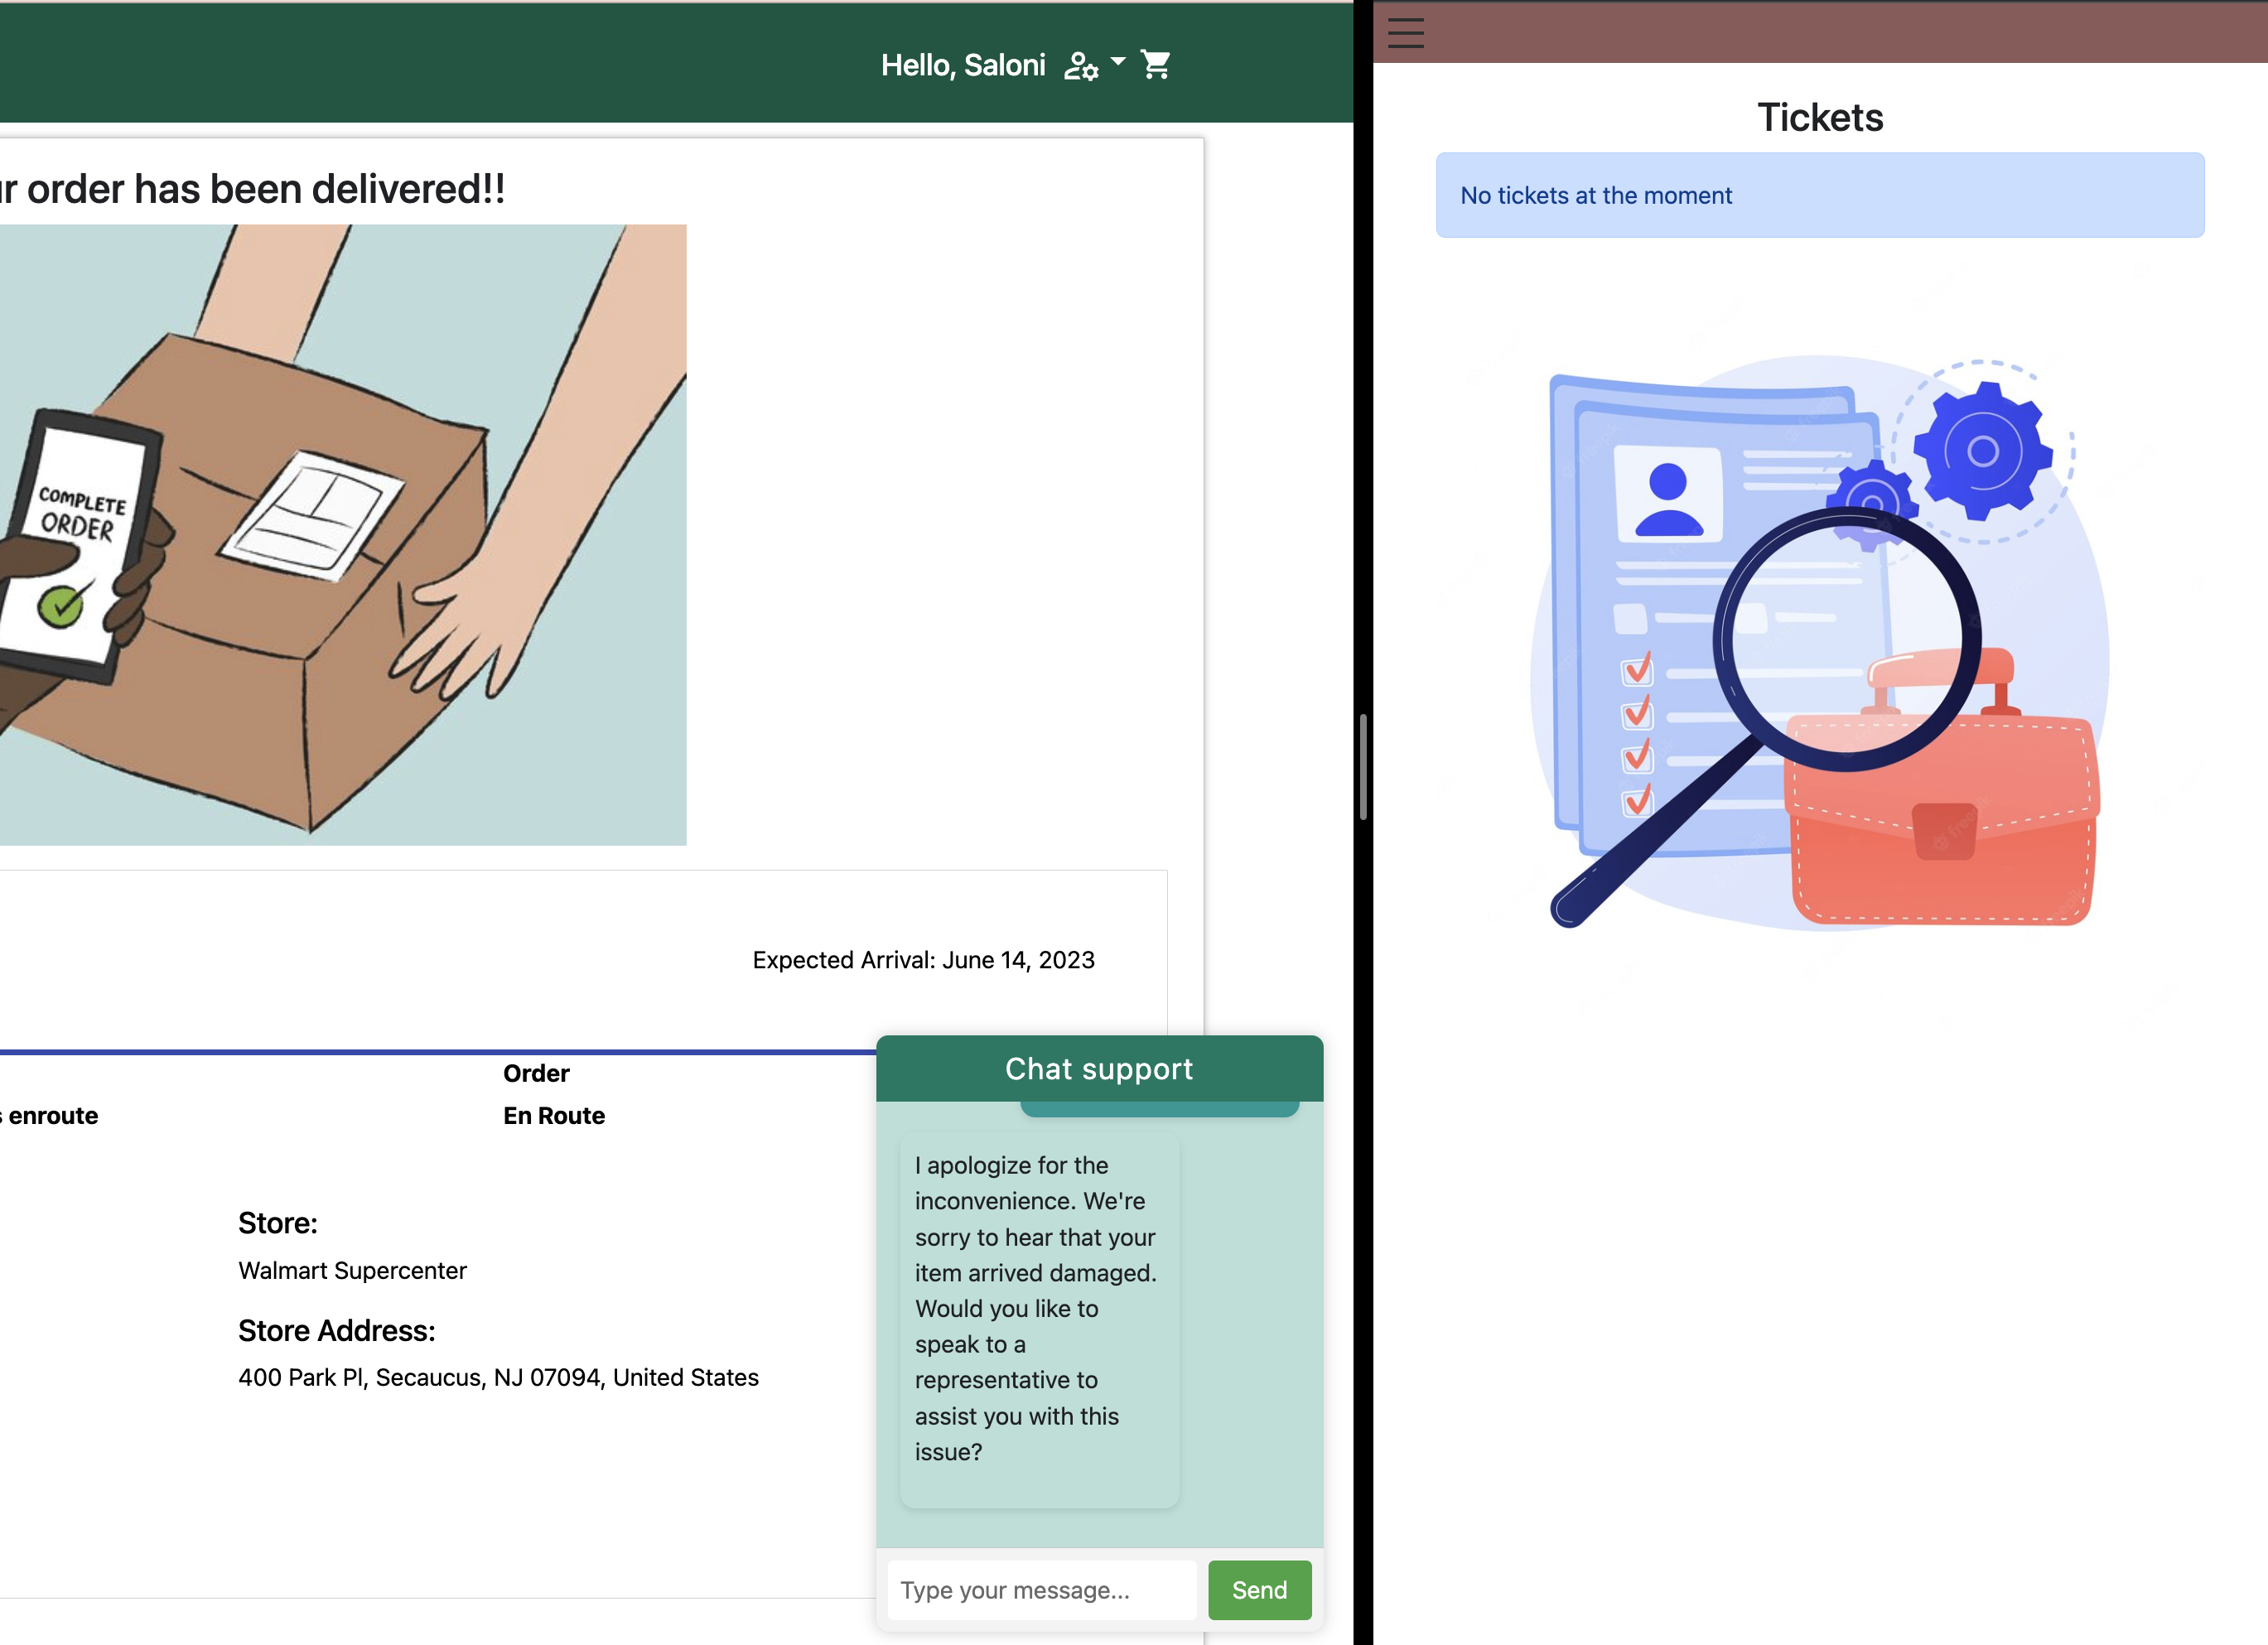 Hello, Saloni
r order has been delivered!!
COMPLETE
ORDER
Expected Arrival: June 14, 2023
Order
enroute
En Route
Store:
Walmart Supercenter
Store Address:
400 Park Pl, Secaucus, NJ 07094, United States
Chat support
I apologize for the
inconvenience. We're
sorry to hear that your
item arrived damaged.
Would you like to
speak to a
representative to
assist you with this
issue?
Type your message...
Send
Tickets
No tickets at the moment